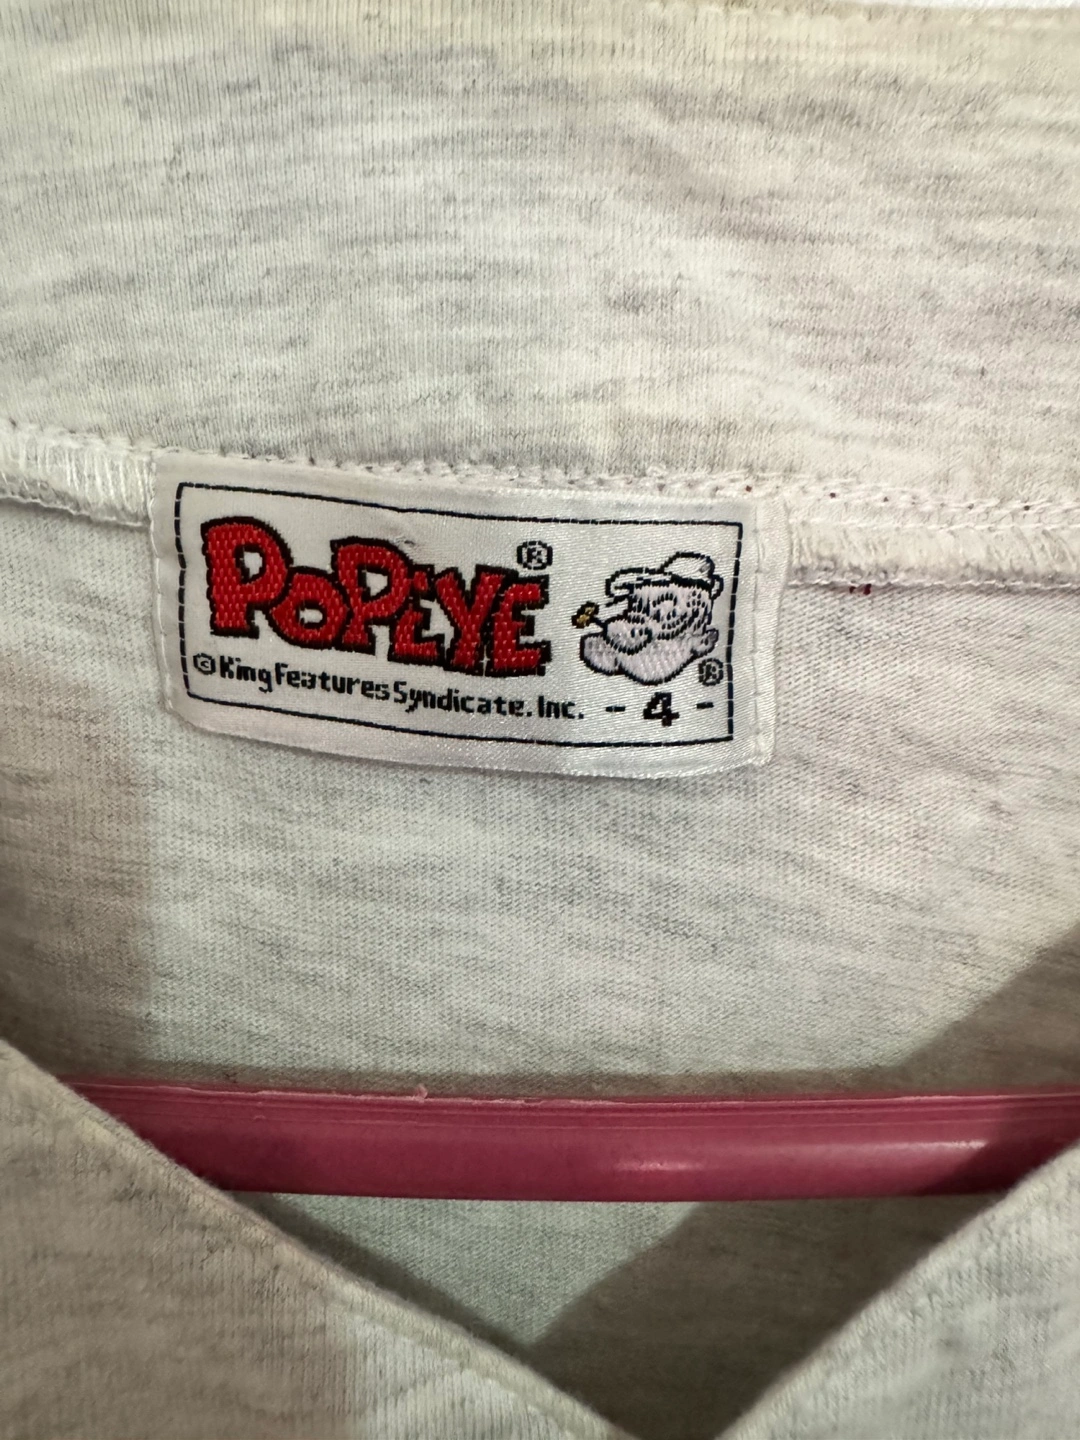 POPEYE®
©King Features Syndicate. Inc.
®
- 4 -